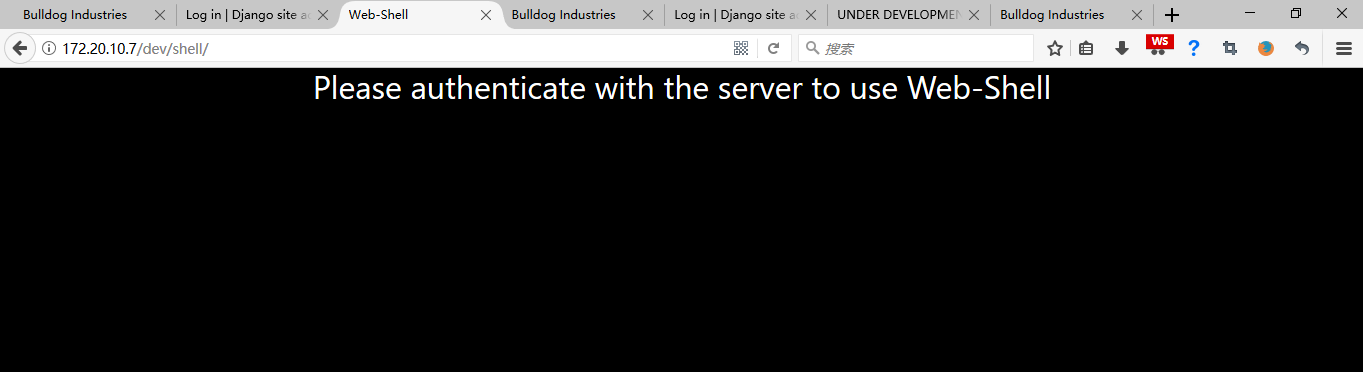 Bulldog Industries
Log in | Django site a
Web-Shell
Bulldog Industries
Log in | Django site a
UNDER DEVELOPMEN
Bulldog Industries
172.20.10.7/dev/shell/
搜索
WS
Please authenticate with the server to use Web-Shell